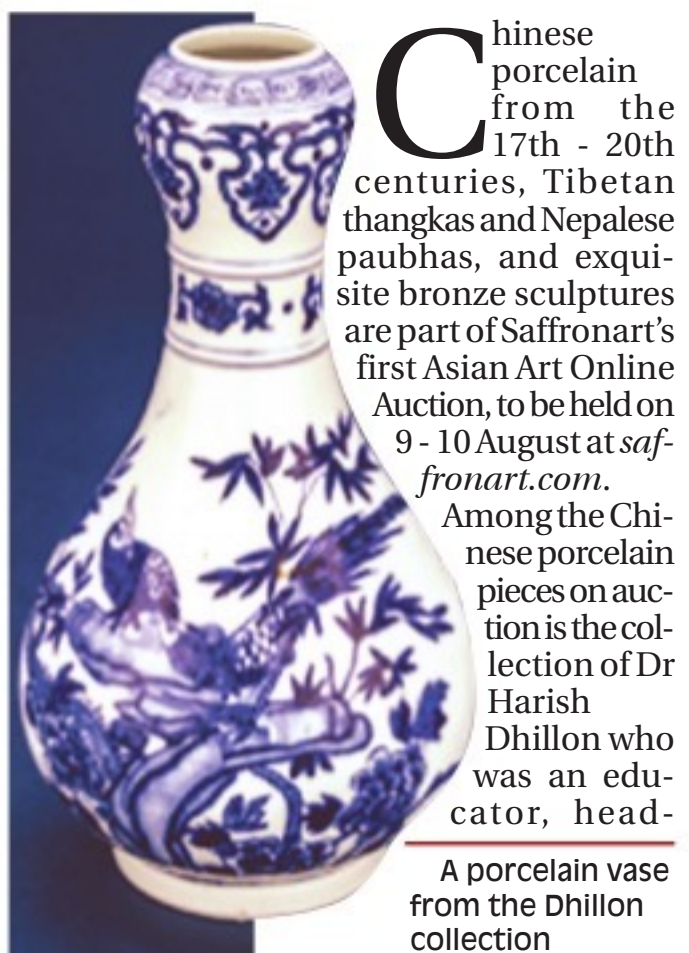 Chinese
porcelain
from the
17th - 20th
centuries, Tibetan
thangkas and Nepalese
paubhas, and exqui-
site bronze sculptures
are part of Saffronart’s
first Asian Art Online
Auction, to be held on
9 - 10 August at saf-
fronart.com.
Among the Chi-
nese porcelain
pieces on auc-
tion is the col-
lection of Dr
Harish
Dhillon who
was an edu-
cator, head-
A porcelain vase
from the Dhillon
collection